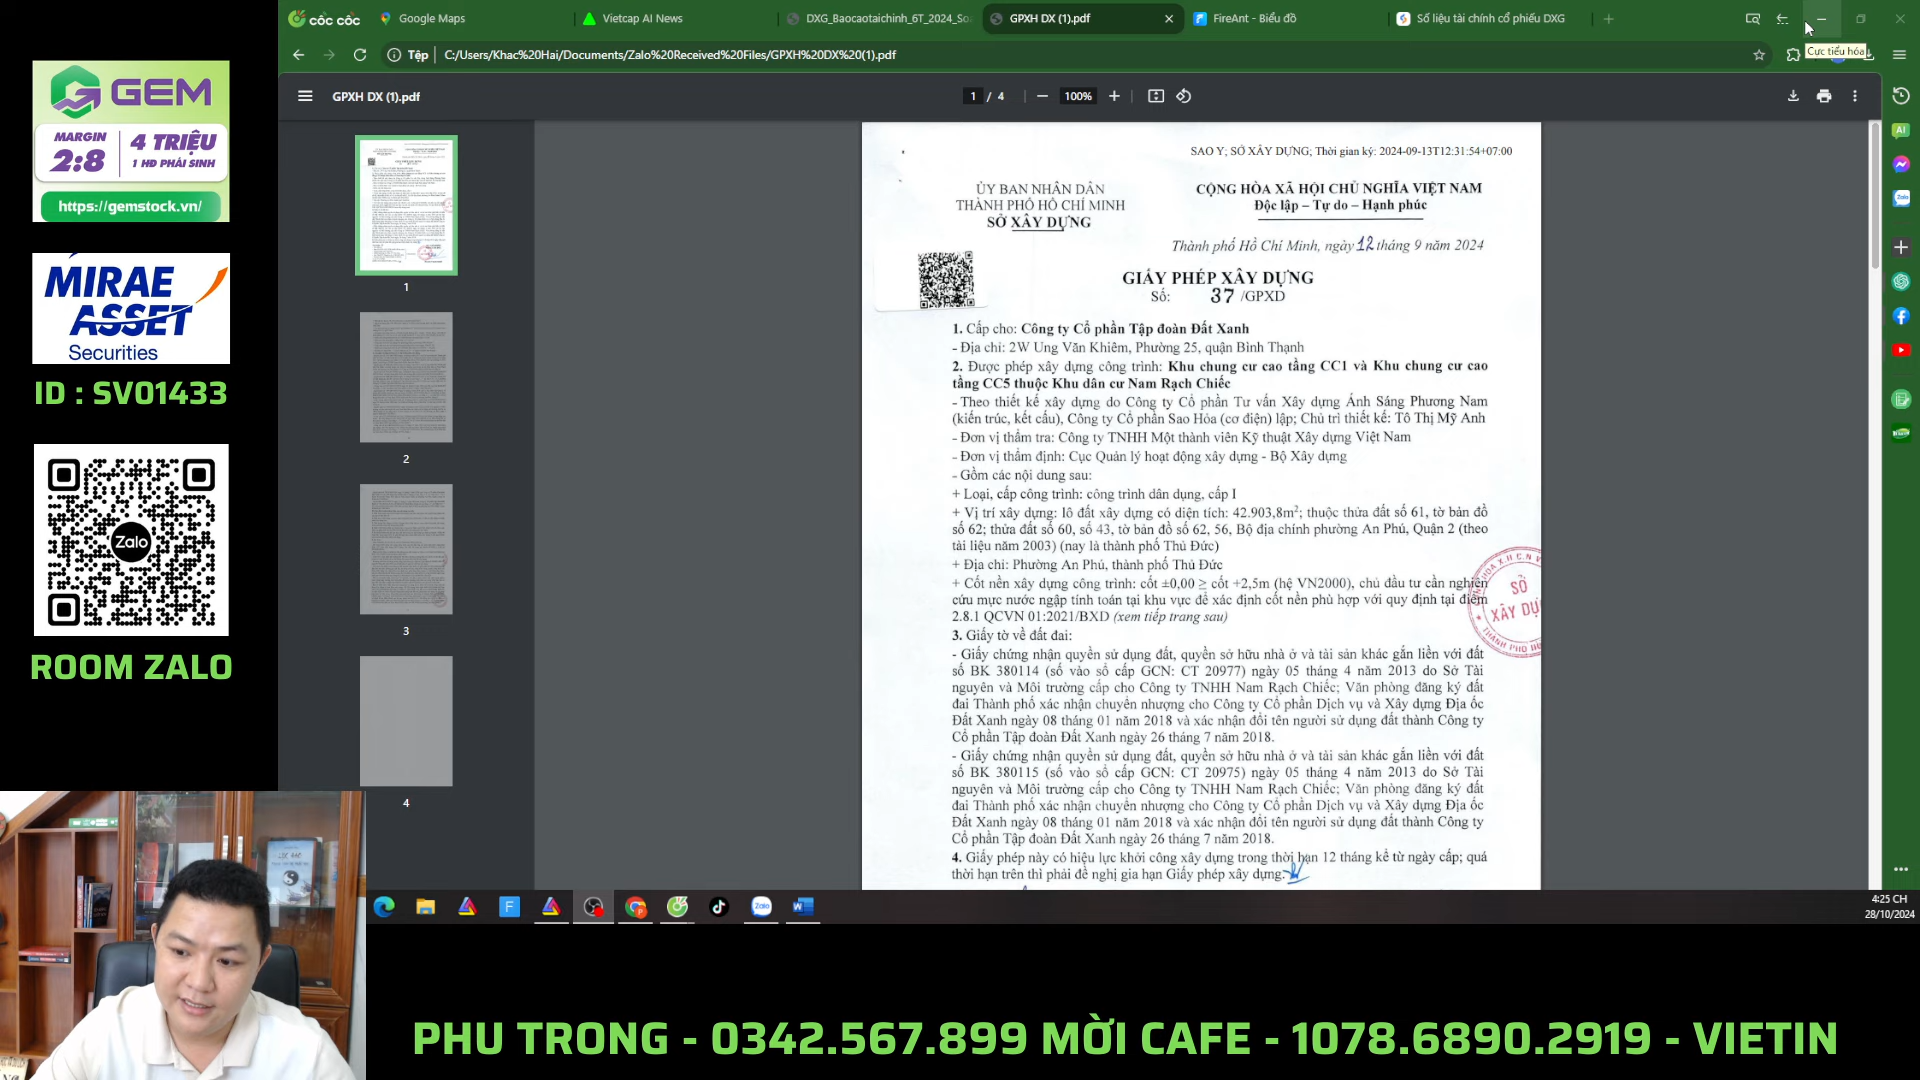 cốc cốc
Google Maps
Vietcap AI News
DXG_Baocaotaichinh_6T_2024_Soa
GPXH DX (1).pdf
FireAnt - Biểu đồ
Số liệu tài chính cổ phiếu DXG
Tệp
C:/Users/Khac%20Hai/Documents/Zalo%20Received%20Files/GPXH%20DX%20(1).pdf
Cực tiểu hóa
GPXH DX (1).pdf
1 / 4
100%
GEM
MARGIN 2:8
4 TRIỆU
1 HĐ PHÁI SINH
https://gemstock.vn/
MIRAE ASSET
Securities
ID : SV01433
Zalo
ROOM ZALO
1
2
3
4
SAO Y; SỞ XÂY DỰNG; Thời gian ký: 2024-09-13T12:31:54+07:00
ỦY BAN NHÂN DÂN
THÀNH PHỐ HỒ CHÍ MINH
SỞ XÂY DỰNG
CỘNG HÒA XÃ HỘI CHỦ NGHĨA VIỆT NAM
Độc lập – Tự do – Hạnh phúc
Thành phố Hồ Chí Minh, ngày 12 tháng 9 năm 2024
GIẤY PHÉP XÂY DỰNG
Số: 37 /GPXD
1. Cấp cho: Công ty Cổ phần Tập đoàn Đất Xanh
- Địa chỉ: 2W Ung Văn Khiêm, Phường 25, quận Bình Thạnh
2. Được phép xây dựng công trình: Khu chung cư cao tầng CC1 và Khu chung cư cao
tầng CC5 thuộc Khu dân cư Nam Rạch Chiếc
- Theo thiết kế xây dựng do Công ty Cổ phần Tư vấn Xây dựng Ánh Sáng Phương Nam
(kiến trúc, kết cấu), Công ty Cổ phần Sao Hỏa (cơ điện) lập; Chủ trì thiết kế: Tô Thị Mỹ Anh
- Đơn vị thẩm tra: Công ty TNHH Một thành viên Kỹ thuật Xây dựng Việt Nam
- Đơn vị thẩm định: Cục Quản lý hoạt động xây dựng - Bộ Xây dựng
- Gồm các nội dung sau:
+ Loại, cấp công trình: công trình dân dụng, cấp I
+ Vị trí xây dựng: lô đất xây dựng có diện tích: 42.903,8m²; thuộc thửa đất số 61, tờ bản đồ
số 62; thửa đất số 60, số 43, tờ bản đồ số 62, 56, Bộ địa chính phường An Phú, Quận 2 (theo
tài liệu năm 2003) (nay là thành phố Thủ Đức)
+ Địa chỉ: Phường An Phú, thành phố Thủ Đức
+ Cốt nền xây dựng công trình: cốt ±0,00 ≥ cốt +2,5m (hệ VN2000), chủ đầu tư cần nghiên
cứu mực nước ngập tính toán tại khu vực để xác định cốt nền phù hợp với quy định tại điểm
2.8.1 QCVN 01:2021/BXD (xem tiếp trang sau)
SỞ
XÂY DỰ
3. Giấy tờ về đất đai:
- Giấy chứng nhận quyền sử dụng đất, quyền sở hữu nhà ở và tài sản khác gắn liền với đất
số BK 380114 (số vào sổ cấp GCN: CT 20977) ngày 05 tháng 4 năm 2013 do Sở Tài
nguyên và Môi trường cấp cho Công ty TNHH Nam Rạch Chiếc; Văn phòng đăng ký đất
đai Thành phố xác nhận chuyển nhượng cho Công ty Cổ phần Dịch vụ và Xây dựng Địa ốc
Đất Xanh ngày 08 tháng 01 năm 2018 và xác nhận đổi tên người sử dụng đất thành Công ty
Cổ phần Tập đoàn Đất Xanh ngày 26 tháng 7 năm 2018.
- Giấy chứng nhận quyền sử dụng đất, quyền sở hữu nhà ở và tài sản khác gắn liền với đất
số BK 380115 (số vào sổ cấp GCN: CT 20975) ngày 05 tháng 4 năm 2013 do Sở Tài
nguyên và Môi trường cấp cho Công ty TNHH Nam Rạch Chiếc; Văn phòng đăng ký đất
đai Thành phố xác nhận chuyển nhượng cho Công ty Cổ phần Dịch vụ và Xây dựng Địa ốc
Đất Xanh ngày 08 tháng 01 năm 2018 và xác nhận đổi tên người sử dụng đất thành Công ty
Cổ phần Tập đoàn Đất Xanh ngày 26 tháng 7 năm 2018.
4. Giấy phép này có hiệu lực khởi công xây dựng trong thời hạn 12 tháng kể từ ngày cấp; quá
thời hạn trên thì phải đề nghị gia hạn Giấy phép xây dựng.
4:25 CH
28/10/2024
PHU TRONG - 0342.567.899 MỜI CAFE - 1078.6890.2919 - VIETIN